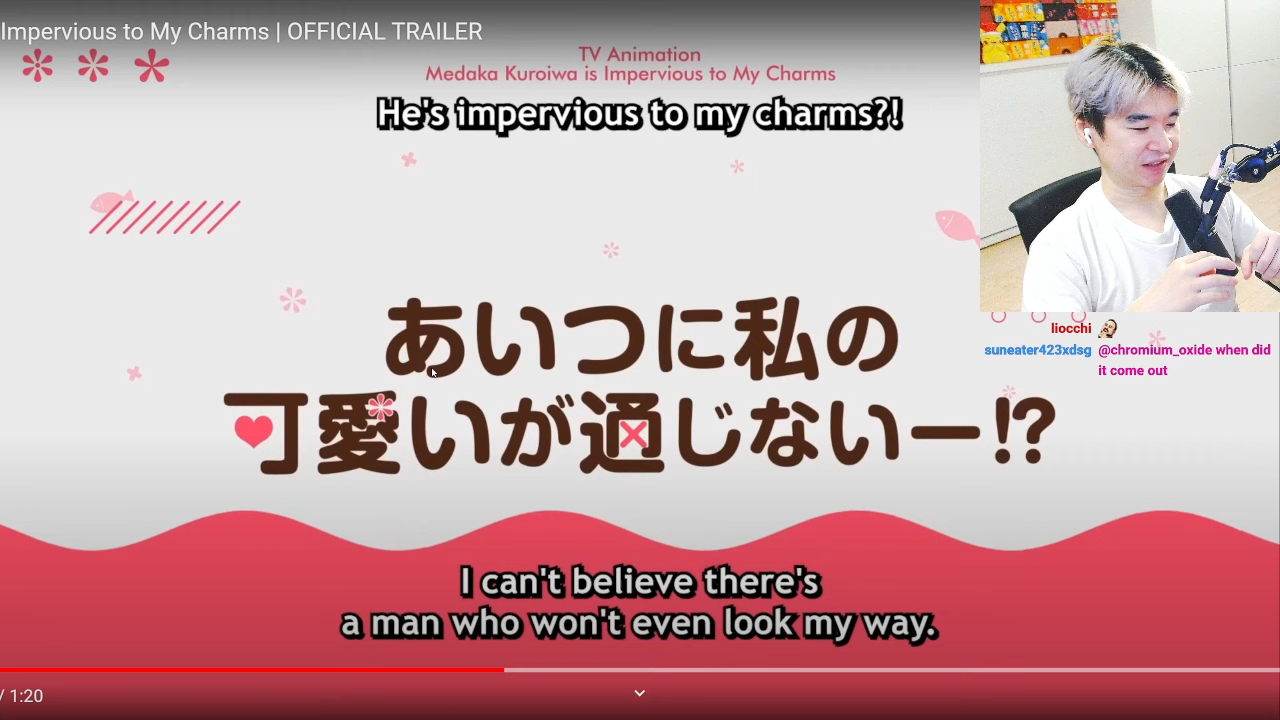 Impervious to My Charms | OFFICIAL TRAILER
TV Animation
Medaka Kuroiwa is Impervious to My Charms
He's impervious to my charms?!
あいつに私の
可愛いが通じないー!?
liocchi
suneater423xdsg @chromium_oxide when did
it come out
I can't believe there's
a man who won't even look my way.
/ 1:20